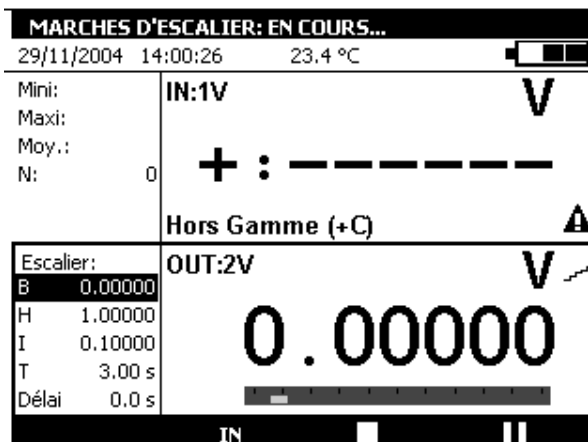 MARCHES D'ESCALIER: EN COURS...
29/11/2004 14:00:26 23.4 °C
Mini:
Maxi:
Moy.:
N: 0
IN:1V V
+ : ------
Hors Gamme (+C)
Escalier:
B 0.00000
H 1.00000
I 0.10000
T 3.00 s
Délai 0.0 s
OUT:2V V
0.00000
IN